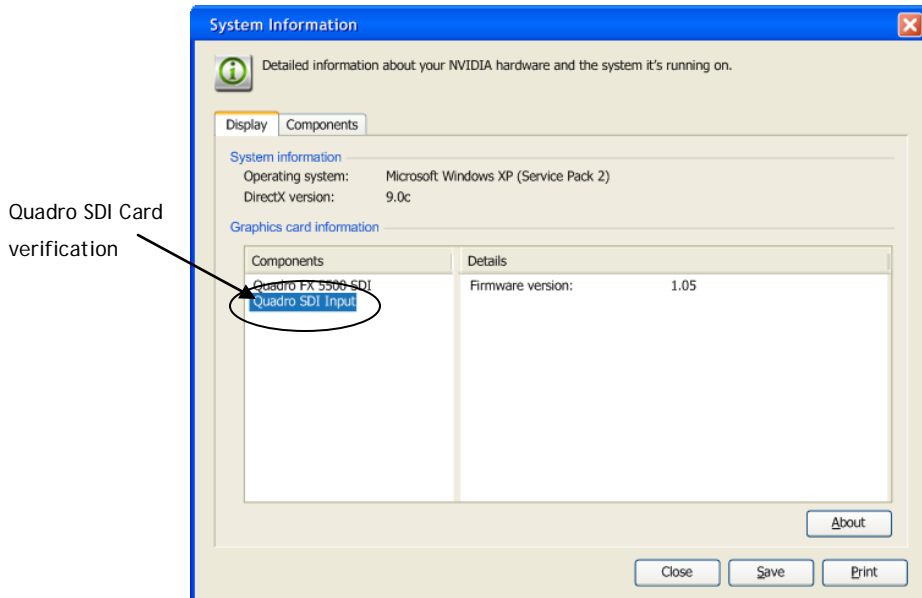 System Information
Detailed information about your NVIDIA hardware and the system it's running on.
Display Components
System information
Operating system: Microsoft Windows XP (Service Pack 2)
DirectX version: 9.0c
Quadro SDI Card
verification
Graphics card information
Components Details
Quadro FX 5500 SDI Firmware version: 1.05
Quadro SDI Input
About
Close Save Print